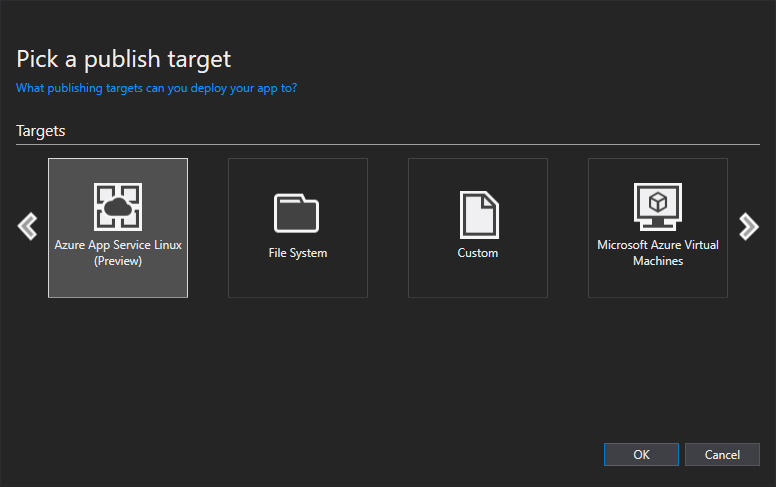 Pick a publish target
What publishing targets can you deploy your app to?
Targets
Azure App Service Linux
(Preview)
File System
Custom
Microsoft Azure Virtual
Machines
OK
Cancel